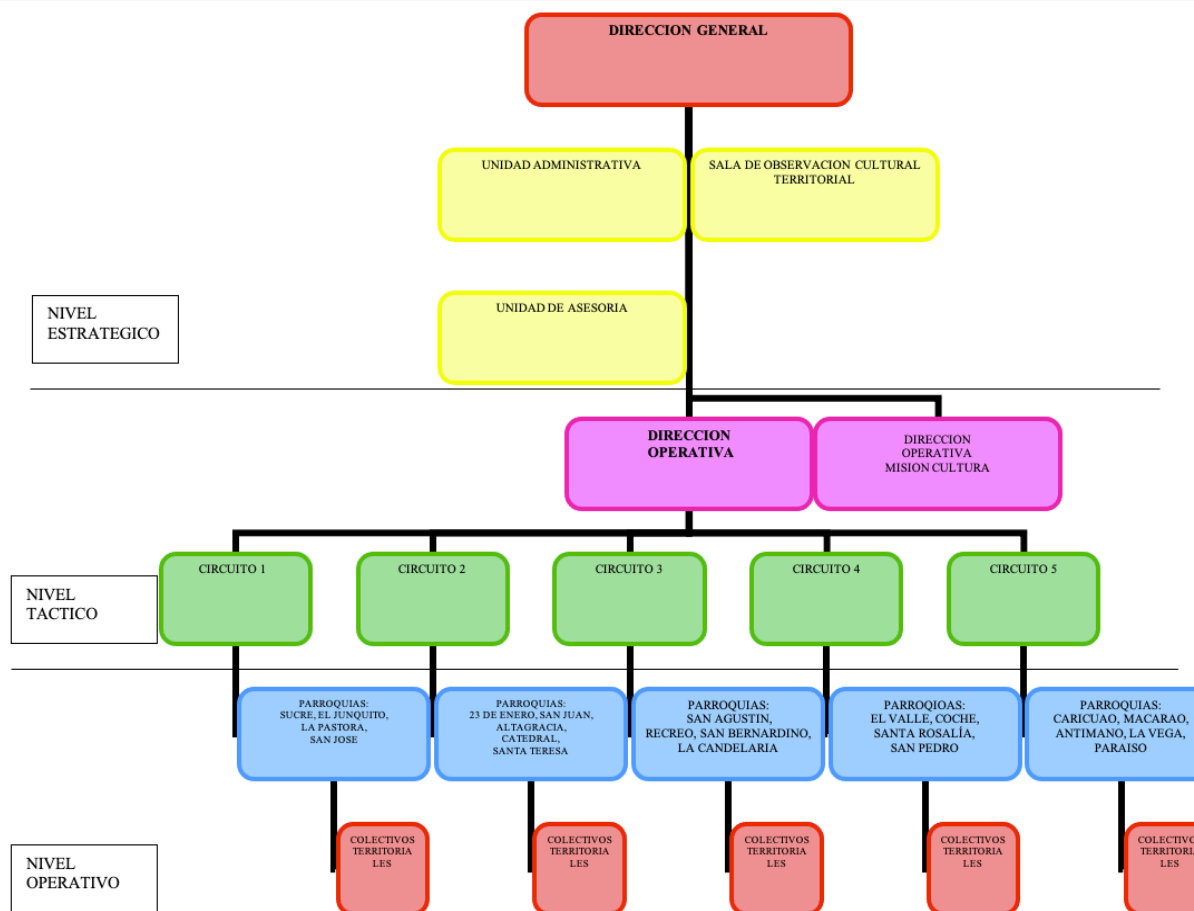 DIRECCION GENERAL
UNIDAD ADMINISTRATIVA
SALA DE OBSERVACION CULTURAL
TERRITORIAL
UNIDAD DE ASESORIA
NIVEL
ESTRATEGICO
DIRECCION
OPERATIVA
DIRECCION
OPERATIVA
MISION CULTURA
CIRCUITO 1
CIRCUITO 2
CIRCUITO 3
CIRCUITO 4
CIRCUITO 5
NIVEL
TACTICO
PARROQUIAS:
SUCRE, EL JUNQUITO,
LA PASTORA,
SAN JOSE
PARROQUIAS:
23 DE ENERO, SAN JUAN,
ALTAGRACIA,
CATEDRAL,
SANTA TERESA
PARROQUIAS:
SAN AGUSTIN,
RECREO, SAN BERNARDINO,
LA CANDELARIA
PARROQIOAS:
EL VALLE, COCHE,
SANTA ROSALÍA,
SAN PEDRO
PARROQUIAS:
CARICUAO, MACARAO,
ANTIMANO, LA VEGA,
PARAISO
COLECTIVOS
TERRITORIA
LES
COLECTIVOS
TERRITORIA
LES
COLECTIVOS
TERRITORIA
LES
COLECTIVOS
TERRITORIA
LES
COLECTIVO
TERRITORIA
LES
NIVEL
OPERATIVO